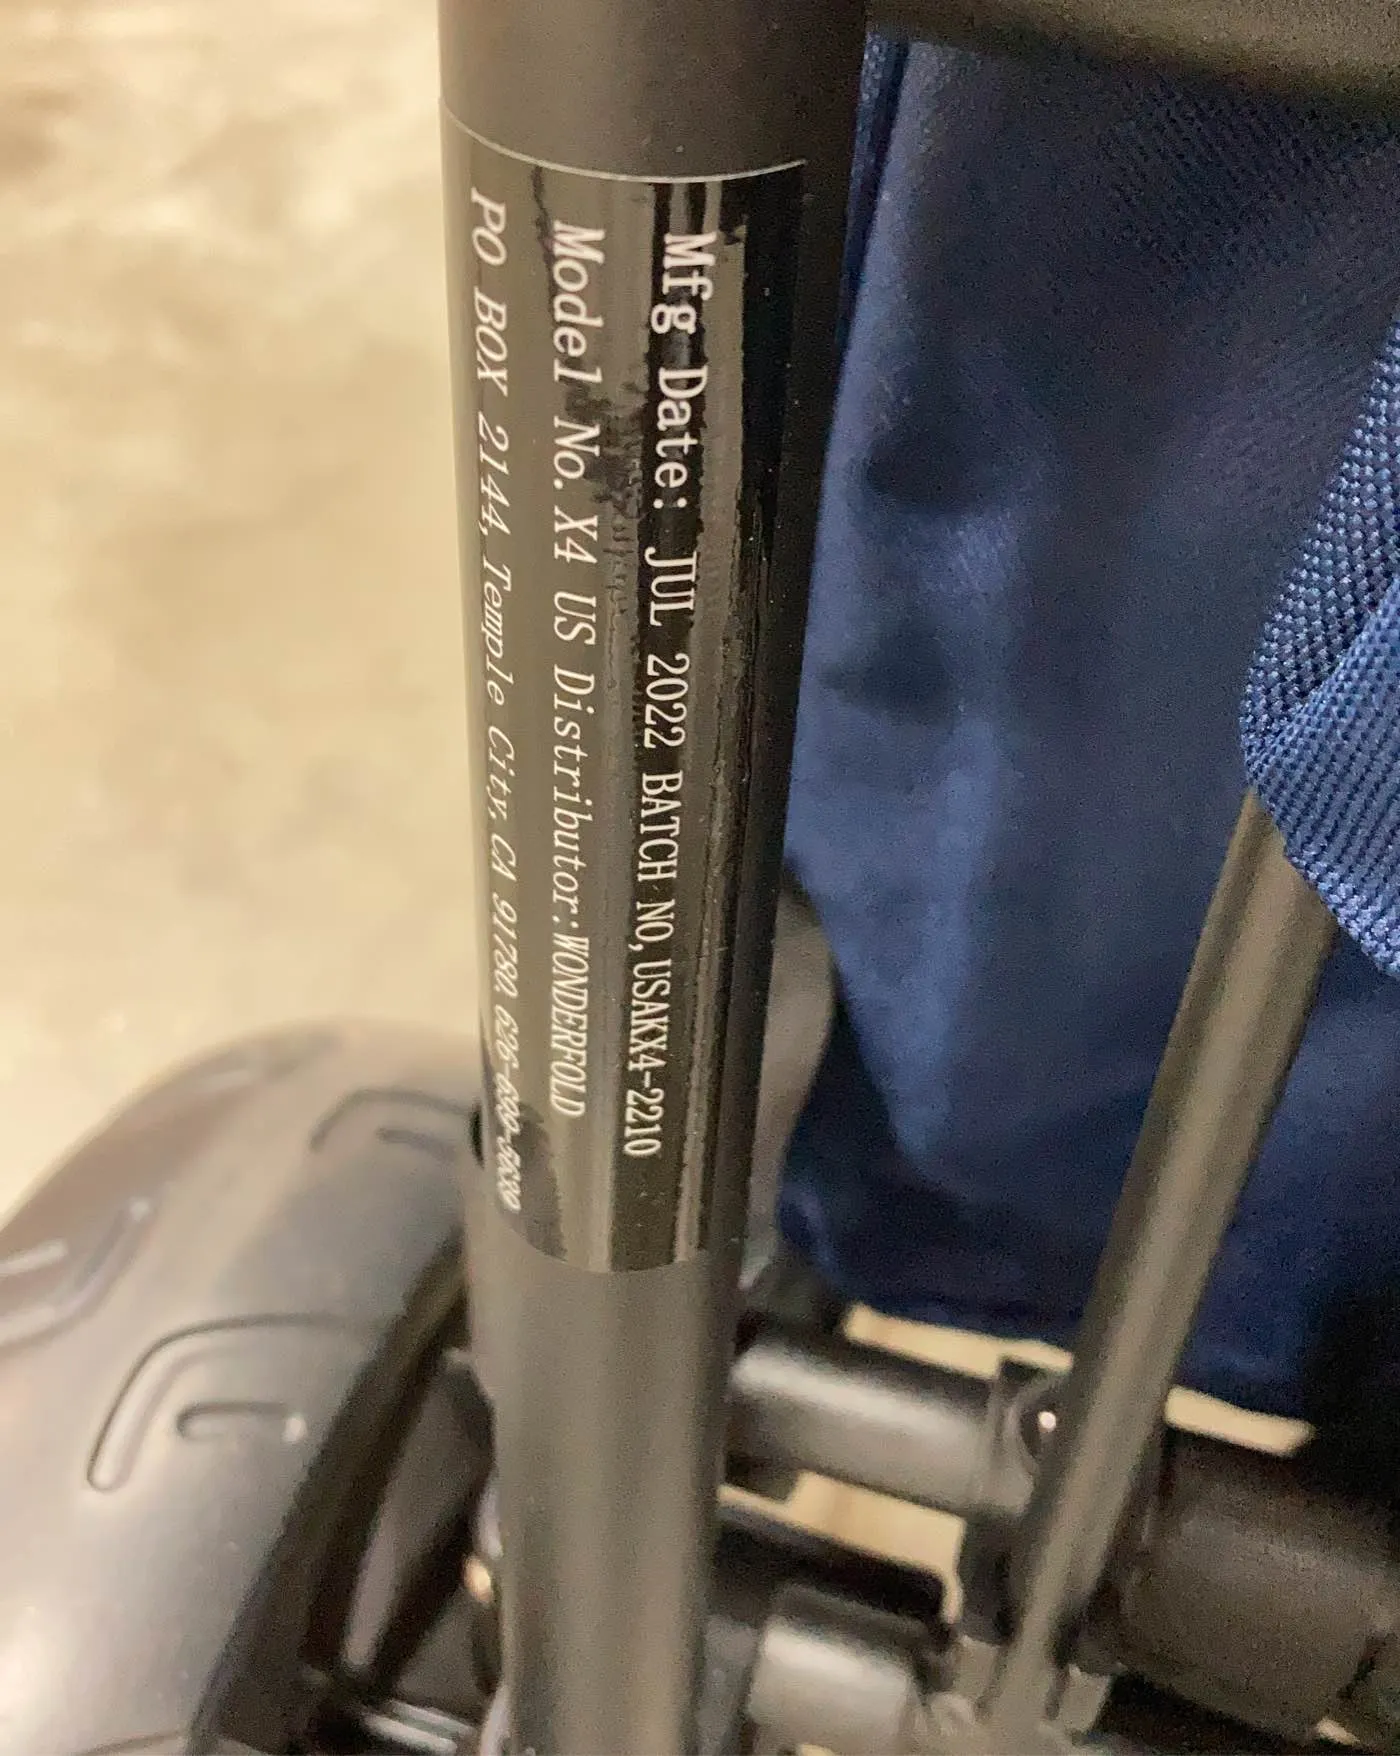 Mfg Date: JUL 2022 BATCH NO, USAKX4-2210
Model No. X4 US Distributor:WONDERFOLD
PO BOX 2144, Temple City, CA 91780,